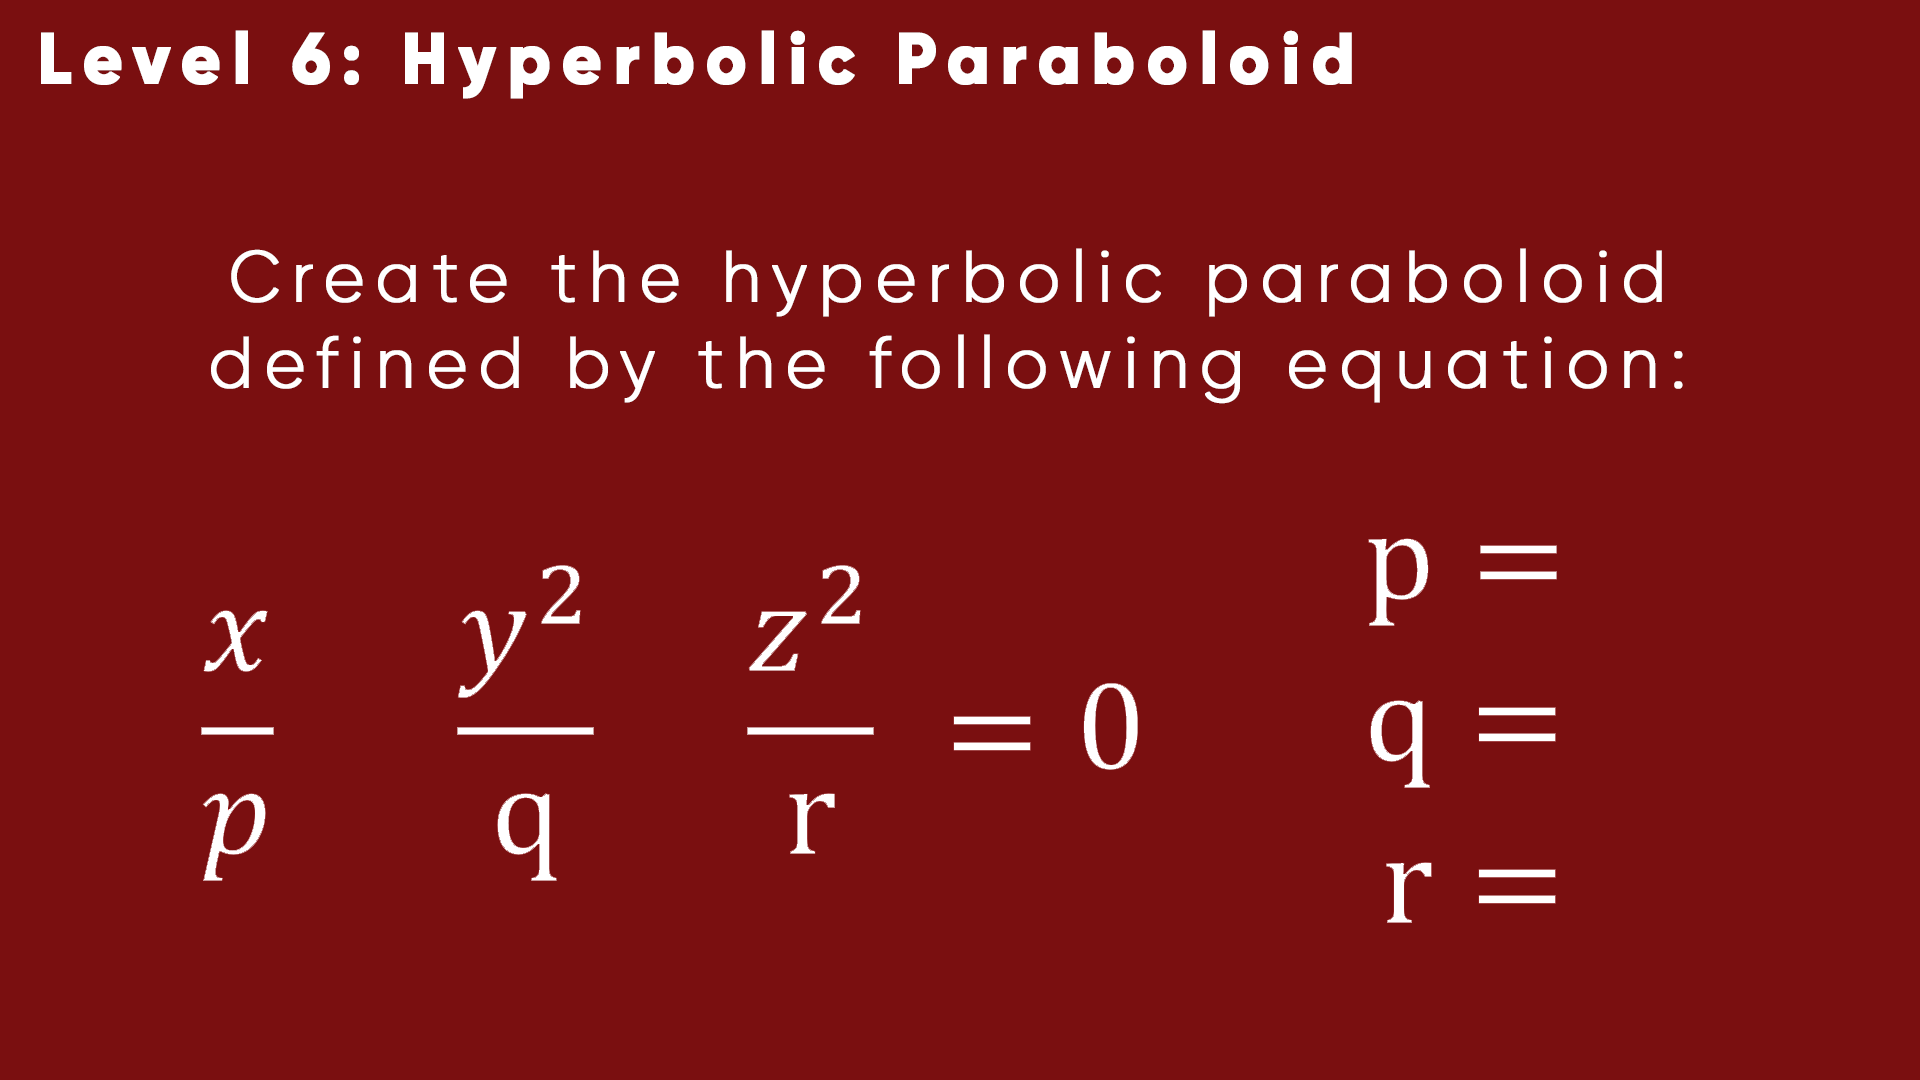 Level 6: Hyperbolic Paraboloid
Create the hyperbolic paraboloid
defined by the following equation:
x/p y²/q z²/r = 0
p =
q =
r =